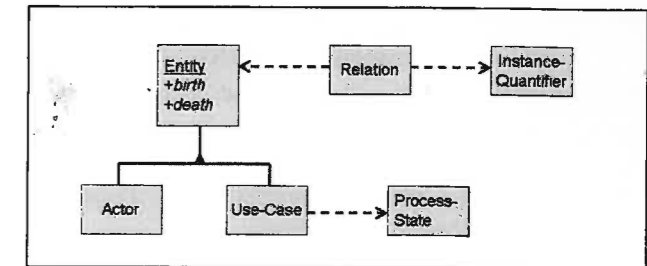 Entity
+birth
+death
Relation
Instance-
Quantifier
Actor
Use-Case
Process-
State